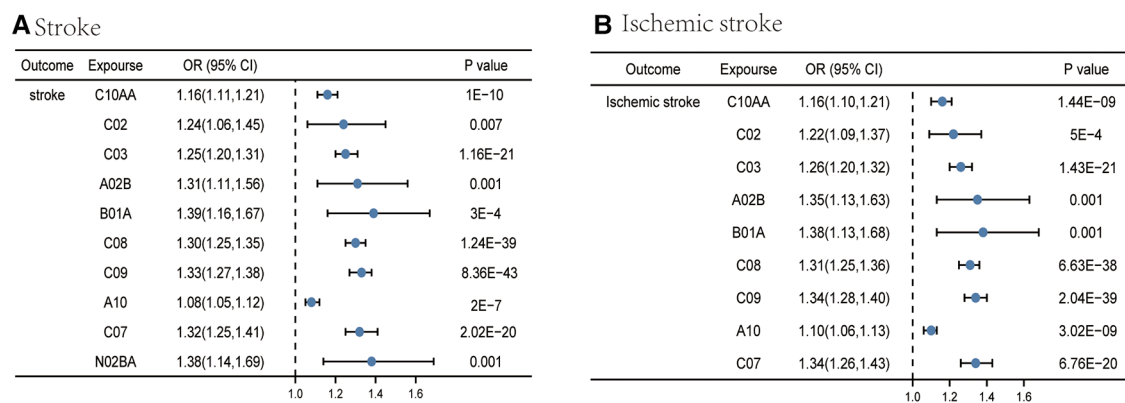 A Stroke
Outcome Expourse OR (95% CI) P value
stroke C10AA 1.16(1.11,1.21) 1E−10
C02 1.24(1.06,1.45) 0.007
C03 1.25(1.20,1.31) 1.16E−21
A02B 1.31(1.11,1.56) 0.001
B01A 1.39(1.16,1.67) 3E−4
C08 1.30(1.25,1.35) 1.24E−39
C09 1.33(1.27,1.38) 8.36E−43
A10 1.08(1.05,1.12) 2E−7
C07 1.32(1.25,1.41) 2.02E−20
N02BA 1.38(1.14,1.69) 0.001
1.0 1.2 1.4 1.6
B Ischemic stroke
Outcome Expourse OR (95% CI) P value
Ischemic stroke C10AA 1.16(1.10,1.21) 1.44E−09
C02 1.22(1.09,1.37) 5E−4
C03 1.26(1.20,1.32) 1.43E−21
A02B 1.35(1.13,1.63) 0.001
B01A 1.38(1.13,1.68) 0.001
C08 1.31(1.25,1.36) 6.63E−38
C09 1.34(1.28,1.40) 2.04E−39
A10 1.10(1.06,1.13) 3.02E−09
C07 1.34(1.26,1.43) 6.76E−20
1.0 1.2 1.4 1.6